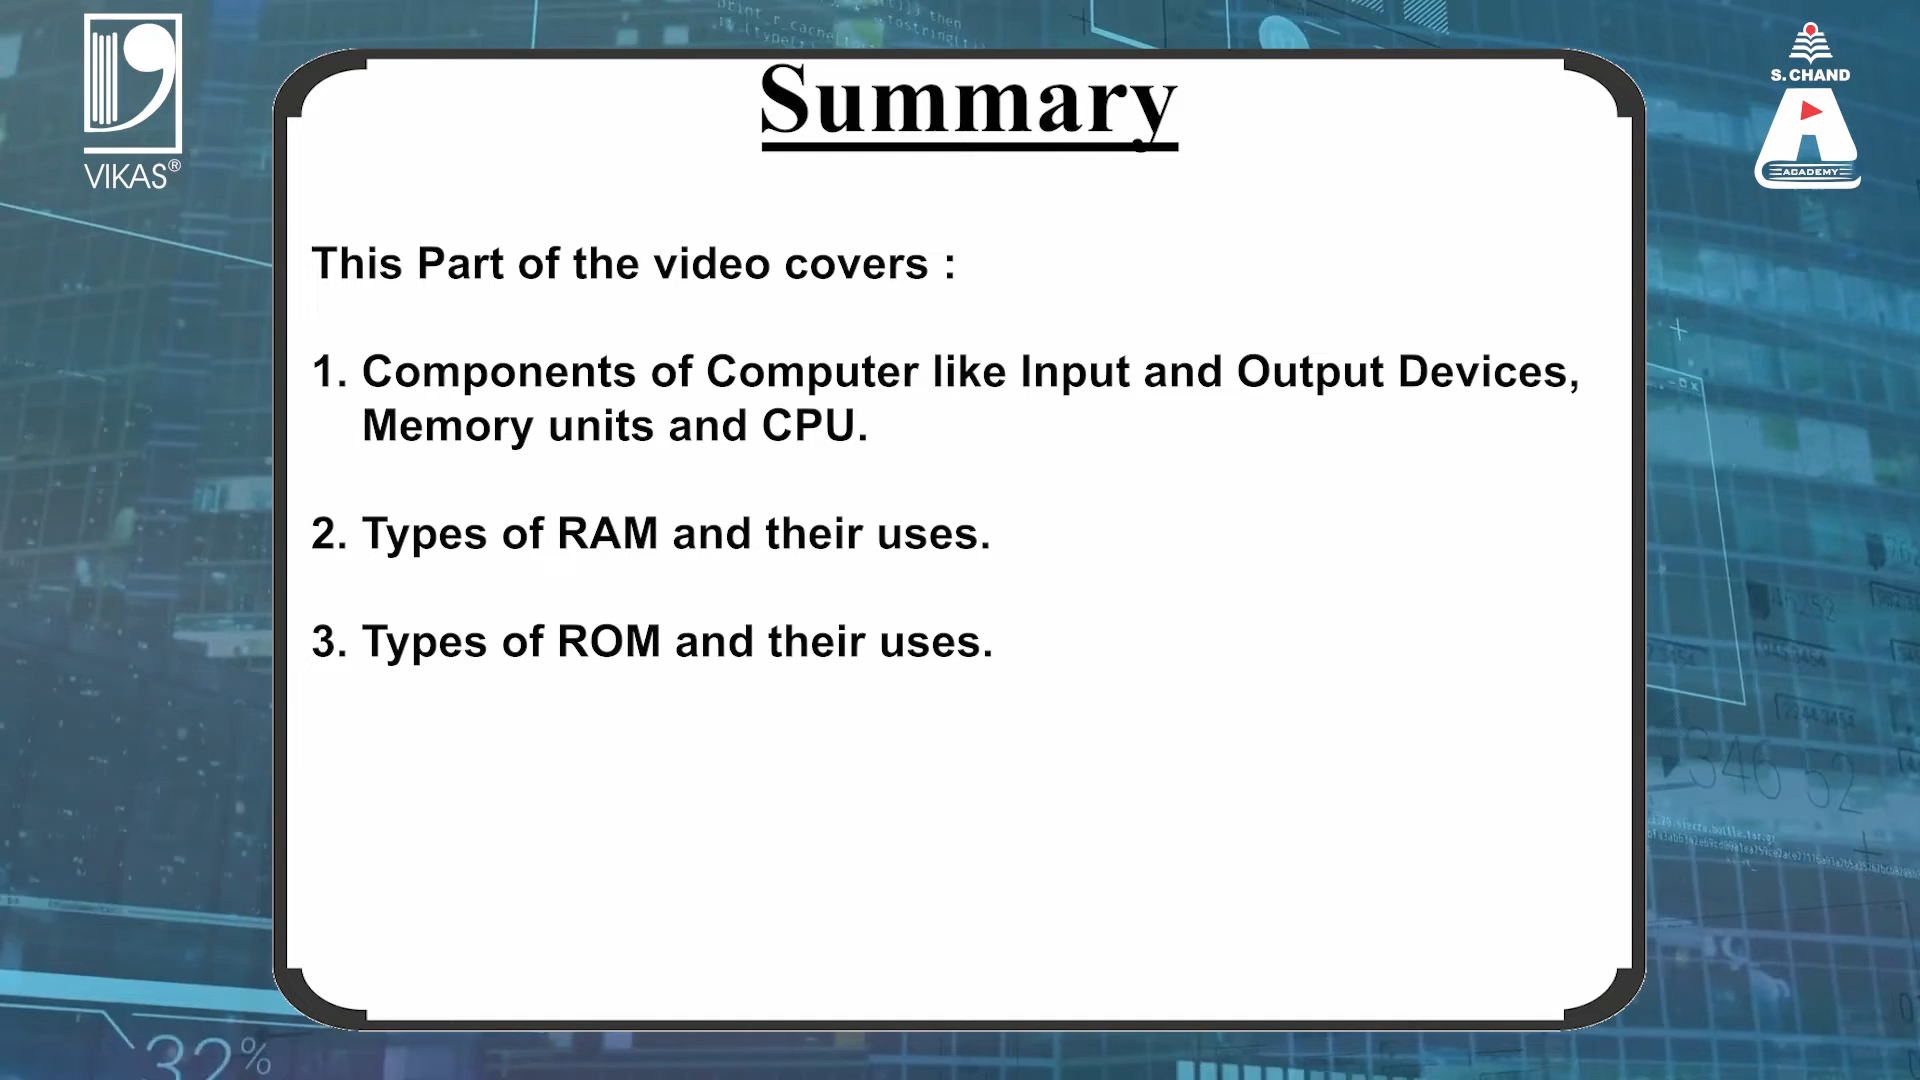 VIKAS®
S. CHAND
ACADEMY
Summary
This Part of the video covers :
1. Components of Computer like Input and Output Devices,
Memory units and CPU.
2. Types of RAM and their uses.
3. Types of ROM and their uses.
32%
346 52